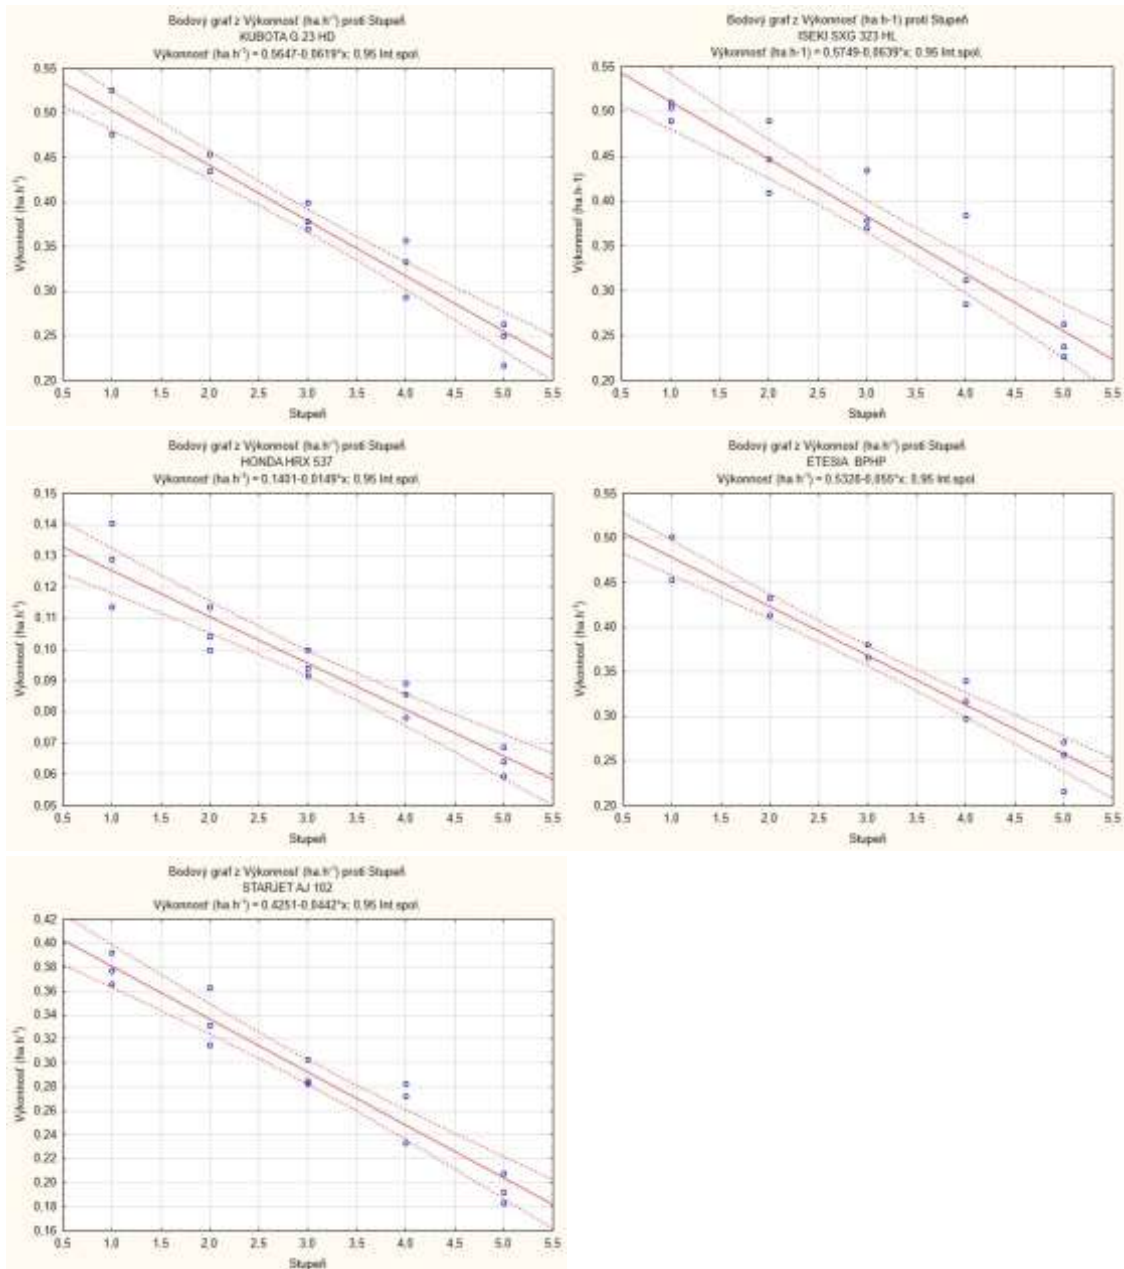 Bodový graf z Výkonnosť (ha.h⁻¹) proti Stupeň
KUBOTA G 23 HD
Výkonnosť (ha.h⁻¹) = 0.5647-0.0619*x; 0.95 Int.spol.
0.55
0.50
0.45
0.40
0.35
0.30
0.25
0.20
Výkonnosť (ha.h⁻¹)
0.5 1.0 1.5 2.0 2.5 3.0 3.5 4.0 4.5 5.0 5.5
Stupeň
Bodový graf z Výkonnosť (ha.h-1) proti Stupeň
ISEKI SXG 323 HL
Výkonnosť (ha.h-1) = 0.5749-0.0639*x; 0.95 Int.spol.
0.55
0.50
0.45
0.40
0.35
0.30
0.25
0.20
Výkonnosť (ha.h-1)
0.5 1.0 1.5 2.0 2.5 3.0 3.5 4.0 4.5 5.0 5.5
Stupeň
Bodový graf z Výkonnosť (ha.h⁻¹) proti Stupeň
HONDA HRX 537
Výkonnosť (ha.h⁻¹) = 0.1401-0.0149*x; 0.95 Int.spol.
0.15
0.14
0.13
0.12
0.11
0.10
0.09
0.08
0.07
0.06
0.05
Výkonnosť (ha.h⁻¹)
0.5 1.0 1.5 2.0 2.5 3.0 3.5 4.0 4.5 5.0 5.5
Stupeň
Bodový graf z Výkonnosť (ha.h⁻¹) proti Stupeň
ETESIA BPHP
Výkonnosť (ha.h⁻¹) = 0.5328-0.055*x; 0.95 Int.spol.
0.55
0.50
0.45
0.40
0.35
0.30
0.25
0.20
Výkonnosť (ha.h⁻¹)
0.5 1.0 1.5 2.0 2.5 3.0 3.5 4.0 4.5 5.0 5.5
Stupeň
Bodový graf z Výkonnosť (ha.h⁻¹) proti Stupeň
STARJET AJ 102
Výkonnosť (ha.h⁻¹) = 0.4251-0.0442*x; 0.95 Int.spol.
0.42
0.40
0.38
0.36
0.34
0.32
0.30
0.28
0.26
0.24
0.22
0.20
0.18
0.16
Výkonnosť (ha.h⁻¹)
0.5 1.0 1.5 2.0 2.5 3.0 3.5 4.0 4.5 5.0 5.5
Stupeň